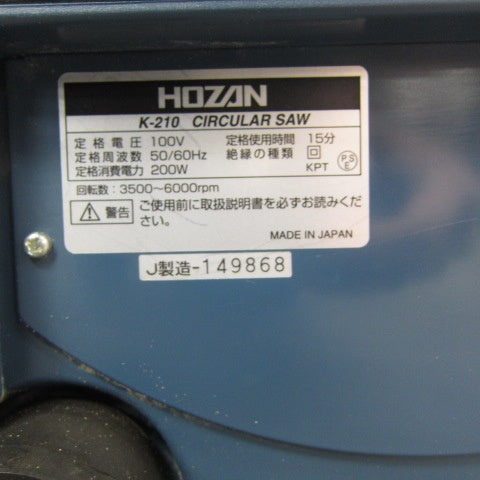 HOZAN
K-210 CIRCULAR SAW
定格電圧 100V 定格使用時間 15分
定格周波数 50/60Hz 絶縁の種類 回
定格消費電力 200W KPT PSE
回転数：3500～6000rpm
警告 ご使用前に取扱説明書を必ずお読みくだ
さい。
MADE IN JAPAN
J製造-149868